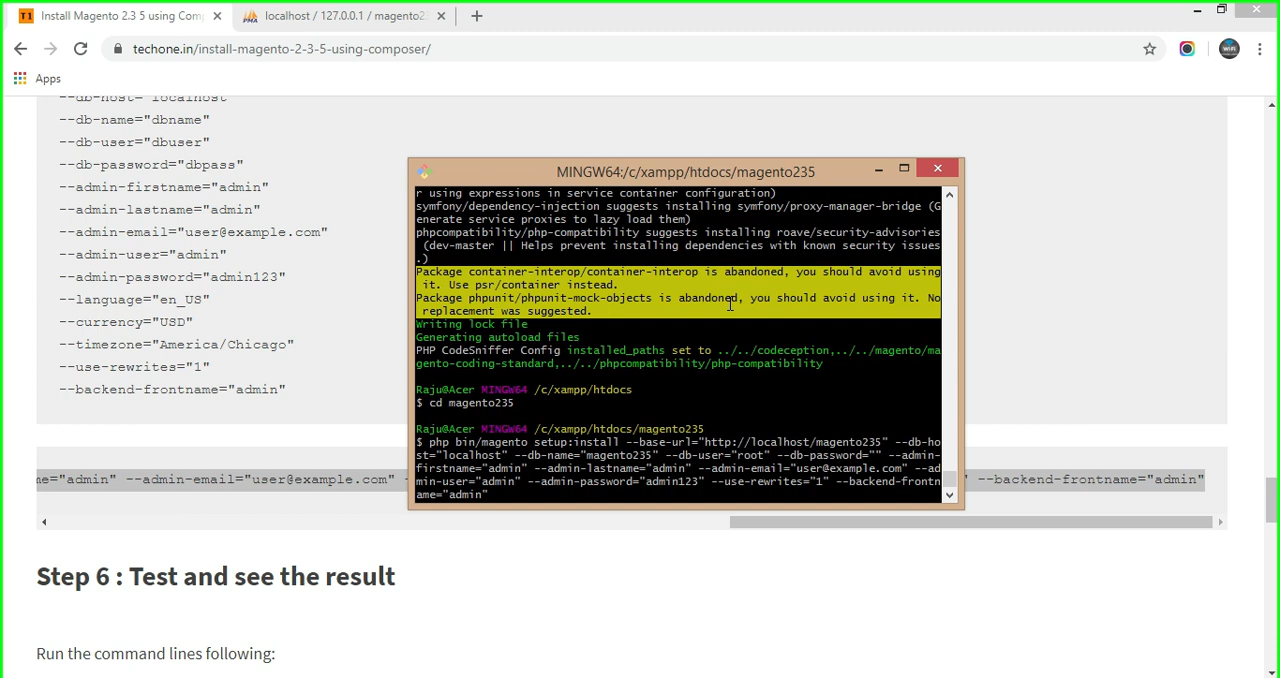 Install Magento 2.3 5 using Com
localhost / 127.0.0.1 / magento2
techone.in/install-magento-2-3-5-using-composer/
Apps
--db-host="localhost"
--db-name="dbname"
--db-user="dbuser"
--db-password="dbpass"
--admin-firstname="admin"
--admin-lastname="admin"
--admin-email="user@example.com"
--admin-user="admin"
--admin-password="admin123"
--language="en_US"
--currency="USD"
--timezone="America/Chicago"
--use-rewrites="1"
--backend-frontname="admin"
MINGW64:/c/xampp/htdocs/magento235
r using expressions in service container configuration)
symfony/dependency-injection suggests installing symfony/proxy-manager-bridge (G
enerate service proxies to lazy load them)
phpcompatibility/php-compatibility suggests installing roave/security-advisories
(dev-master || Helps prevent installing dependencies with known security issues
.)
Package container-interop/container-interop is abandoned, you should avoid using
it. Use psr/container instead.
Package phpunit/phpunit-mock-objects is abandoned, you should avoid using it. No
replacement was suggested.
Writing lock file
Generating autoload files
PHP CodeSniffer Config installed_paths set to ../../codeception,../../magento/ma
gento-coding-standard,../../phpcompatibility/php-compatibility
Raju@Acer MINGW64 /c/xampp/htdocs
$ cd magento235
Raju@Acer MINGW64 /c/xampp/htdocs/magento235
$ php bin/magento setup:install --base-url="http://localhost/magento235" --db-ho
st="localhost" --db-name="magento235" --db-user="root" --db-password="" --admin-
firstname="admin" --admin-lastname="admin" --admin-email="user@example.com" --ad
min-user="admin" --admin-password="admin123" --use-rewrites="1" --backend-frontn
ame="admin"
me="admin" --admin-email="user@example.com" - " --backend-frontname="admin"
Step 6 : Test and see the result
Run the command lines following: